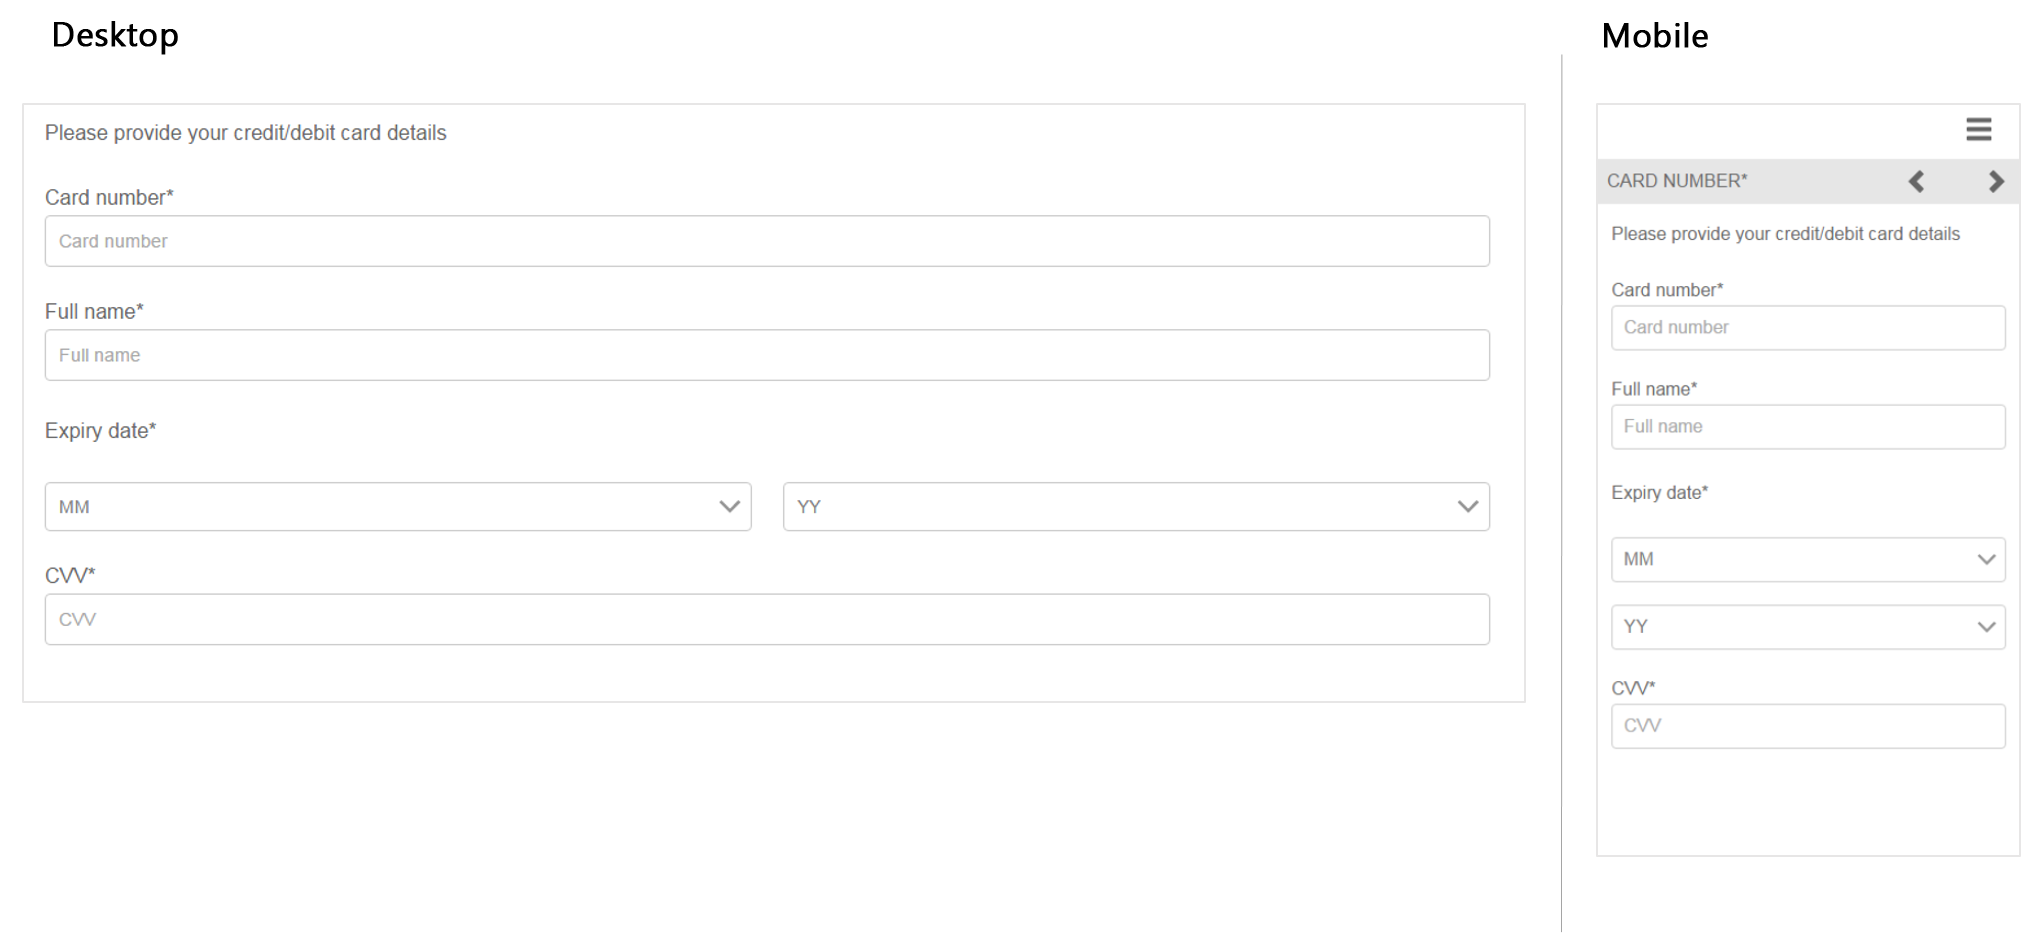 Desktop
Please provide your credit/debit card details
Card number*
Card number
Full name*
Full name
Expiry date*
MM
YY
CVV*
CVV
Mobile
CARD NUMBER*
Please provide your credit/debit card details
Card number*
Card number
Full name*
Full name
Expiry date*
MM
YY
CVV*
CVV